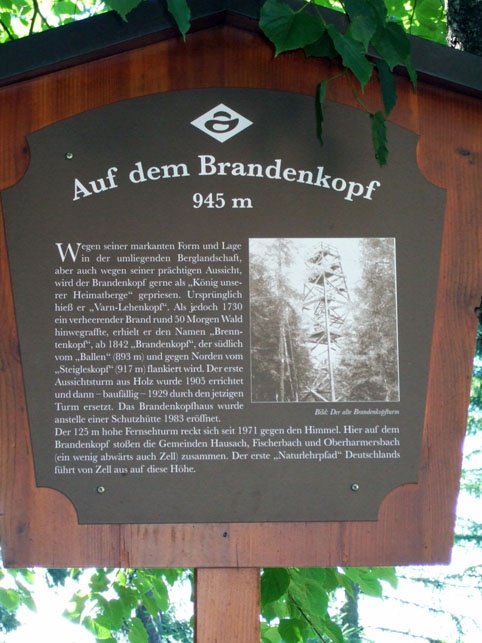 a
Auf dem Brandenkopf
945 m
Wegen seiner markanten Form und Lage
in der umliegenden Berglandschaft,
aber auch wegen seiner prächtigen Aussicht,
wird der Brandenkopf gerne als „König unse-
rer Heimatberge“ gepriesen. Ursprünglich
hieß er „Varn-Lehenkopf“. Als jedoch 1730
ein verheerender Brand rund 50 Morgen Wald
hinwegraffte, erhielt er den Namen „Brenn-
tenkopf“, ab 1842 „Brandenkopf“, der südlich
vom „Ballen“ (893 m) und gegen Norden vom
„Steigleskopf“ (917 m) flankiert wird. Der erste
Aussichtsturm aus Holz wurde 1905 errichtet
und dann – baufällig – 1929 durch den jetzigen
Turm ersetzt. Das Brandenkopfhaus wurde
anstelle einer Schutzhütte 1983 eröffnet.
Bild: Der alte Brandenkopfturm
Der 125 m hohe Fernsehturm reckt sich seit 1971 gegen den Himmel. Hier auf dem
Brandenkopf stoßen die Gemeinden Hausach, Fischerbach und Oberharmersbach
(ein wenig abwärts auch Zell) zusammen. Der erste „Naturlehrpfad“ Deutschlands
führt von Zell aus auf diese Höhe.